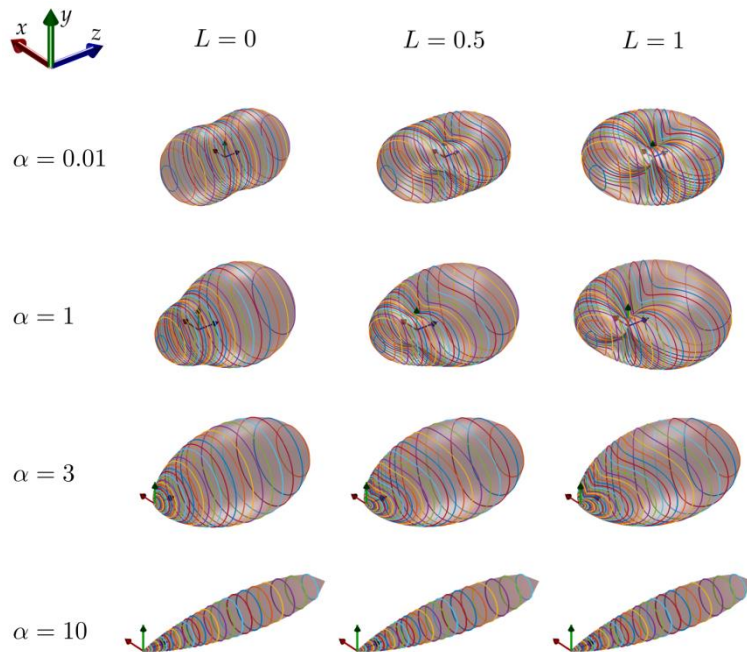 x y z
L = 0 L = 0.5 L = 1
α = 0.01
α = 1
α = 3
α = 10